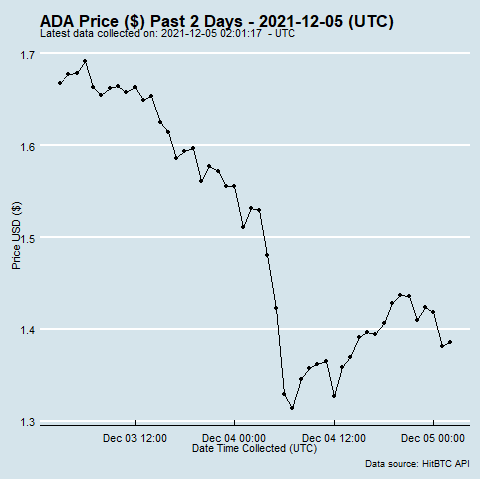 ADA Price ($) Past 2 Days - 2021-12-05 (UTC)
Latest data collected on: 2021-12-05 02:01:17  - UTC
1.7
1.6
1.5
1.4
1.3
Price USD ($)
Dec 03 12:00 Dec 04 00:00 Dec 04 12:00 Dec 05 00:00
Date Time Collected (UTC)
Data source: HitBTC API